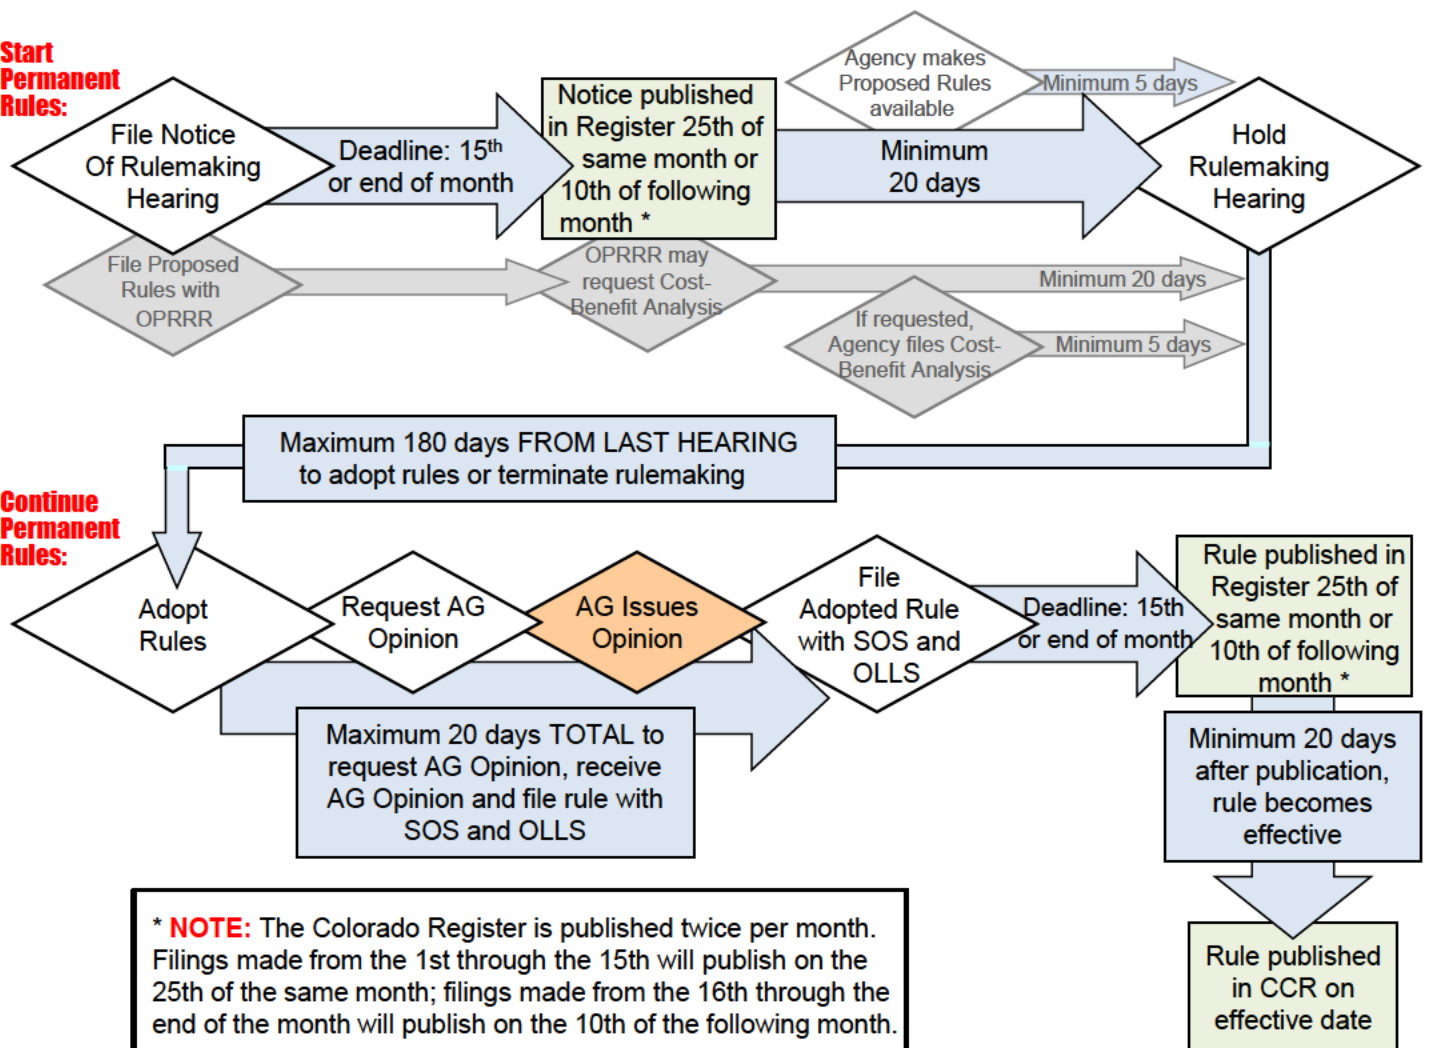 Start
Permanent
Rules:
File Notice
Of Rulemaking
Hearing
Deadline: 15th
or end of month
Notice published
in Register 25th of
same month or
10th of following
month *
Agency makes
Proposed Rules
available
Minimum 5 days
Minimum
20 days
Hold
Rulemaking
Hearing
File Proposed
Rules with
OPRRR
OPRRR may
request Cost-
Benefit Analysis
Minimum 20 days
If requested,
Agency files Cost-
Benefit Analysis
Minimum 5 days
Maximum 180 days FROM LAST HEARING
to adopt rules or terminate rulemaking
Continue
Permanent
Rules:
Adopt
Rules
Request AG
Opinion
AG Issues
Opinion
File
Adopted Rule
with SOS and
OLLS
Deadline: 15th
or end of month
Rule published in
Register 25th of
same month or
10th of following
month *
Maximum 20 days TOTAL to
request AG Opinion, receive
AG Opinion and file rule with
SOS and OLLS
Minimum 20 days
after publication,
rule becomes
effective
Rule published
in CCR on
effective date
* NOTE: The Colorado Register is published twice per month.
Filings made from the 1st through the 15th will publish on the
25th of the same month; filings made from the 16th through the
end of the month will publish on the 10th of the following month.